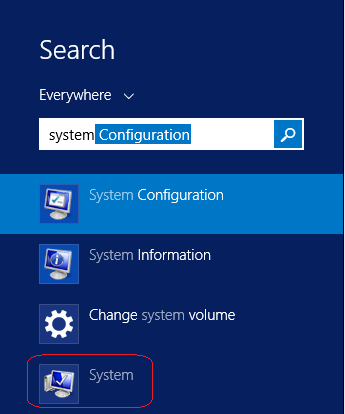 Search
Everywhere
system Configuration
System Configuration
System Information
Change system volume
System